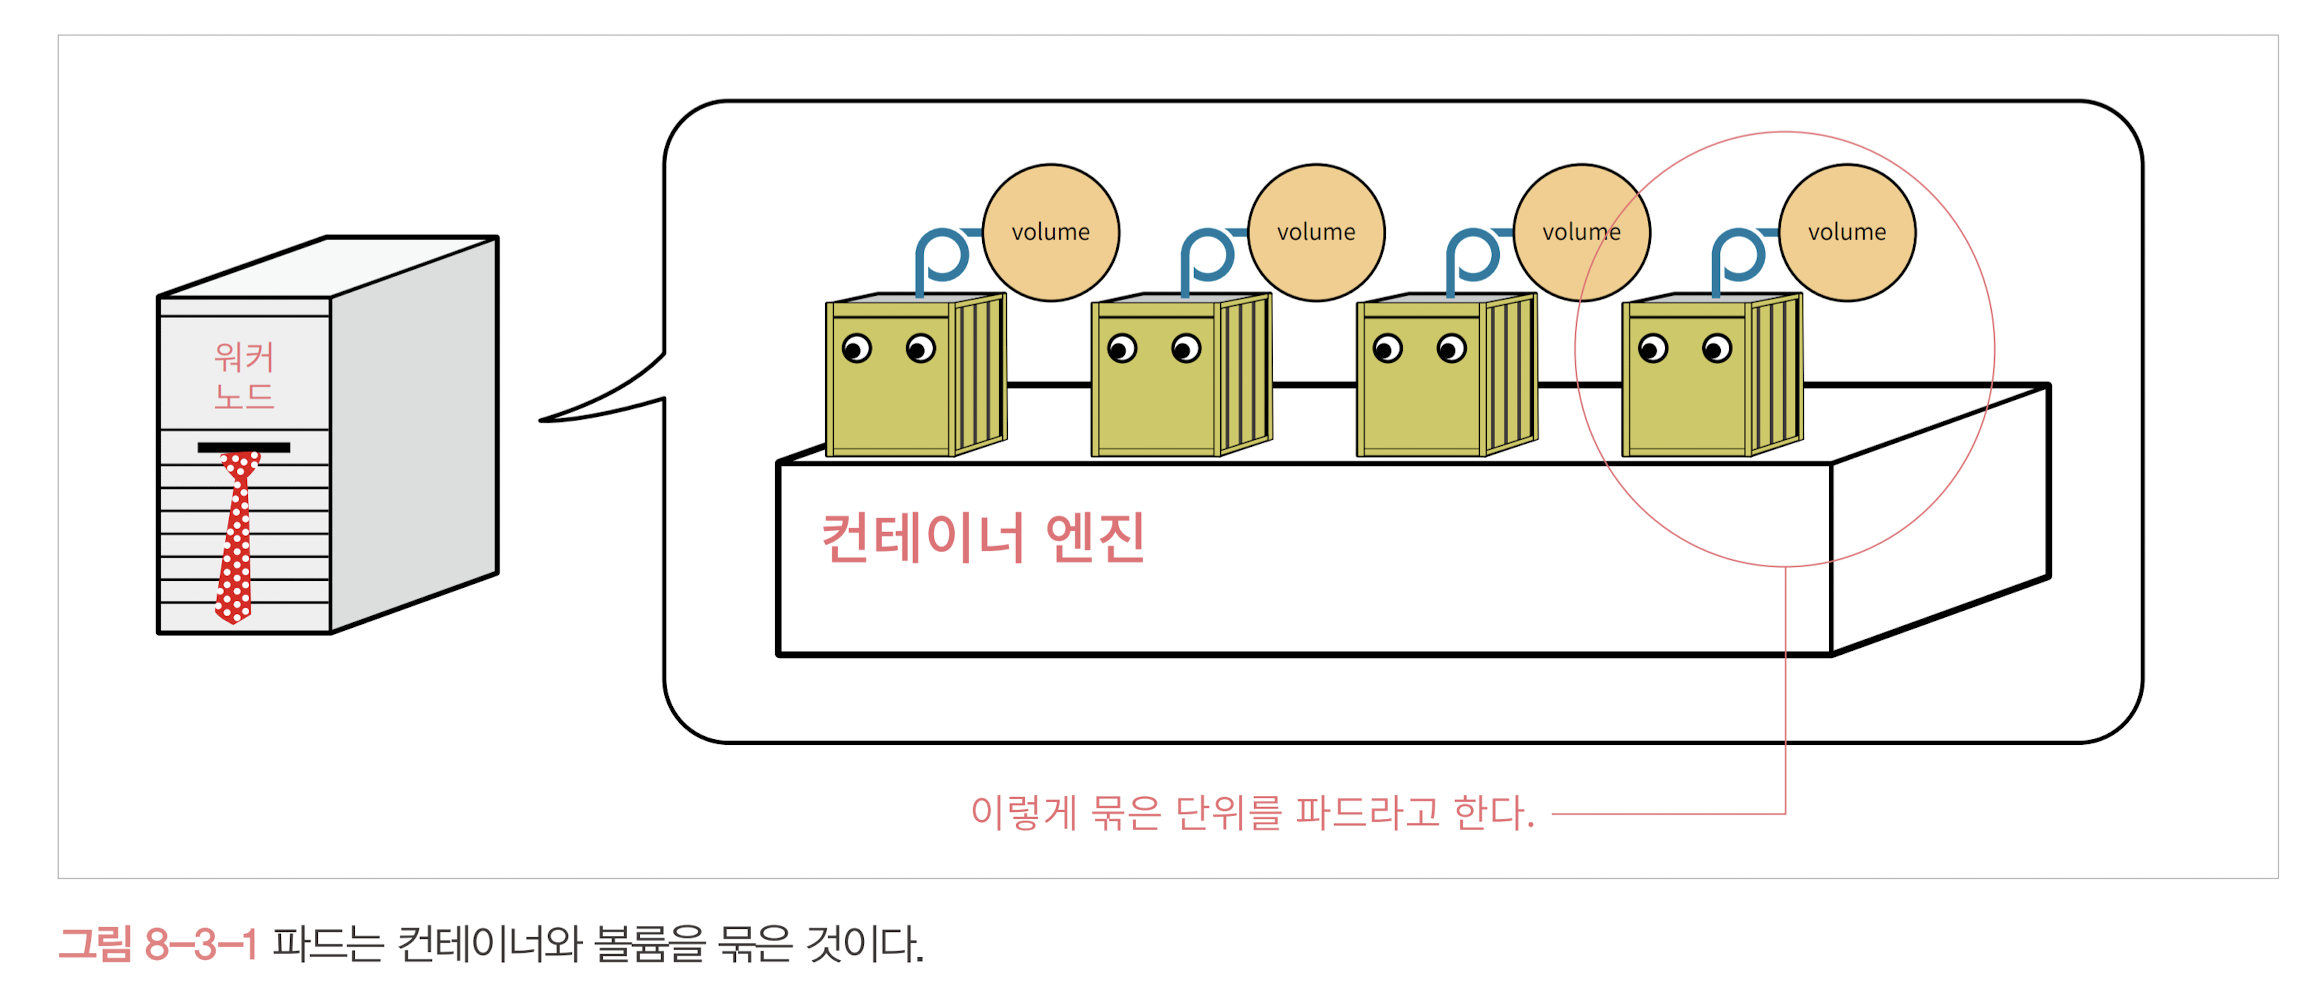 volume
volume
volume
volume
워커
노드
컨테이너 엔진
이렇게 묶은 단위를 파드라고 한다.
그림 8-3-1 파드는 컨테이너와 볼륨을 묶은 것이다.